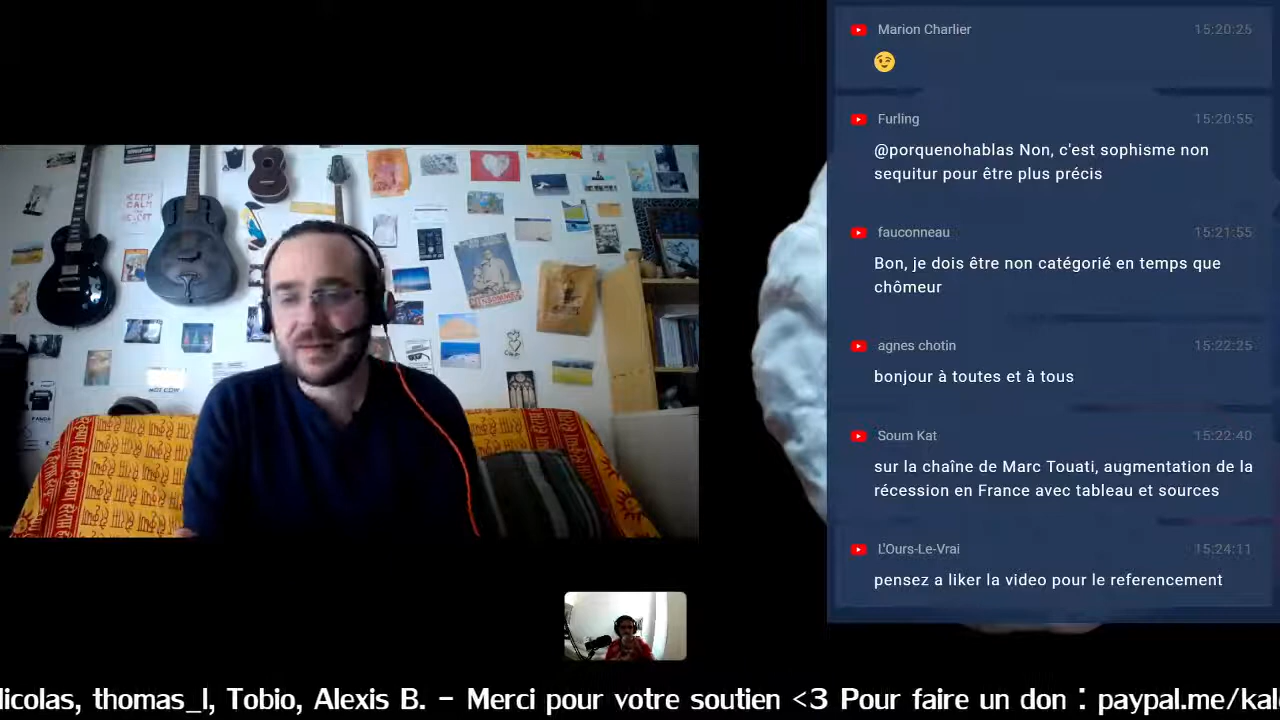 Marion Charlier 15:20:25
😉
Furling 15:20:55
@porquenohablas Non, c'est sophisme non
sequitur pour être plus précis
fauconneau 15:21:55
Bon, je dois être non catégorié en temps que
chômeur
agnes chotin 15:22:25
bonjour à toutes et à tous
Soum Kat 15:22:40
sur la chaîne de Marc Touati, augmentation de la
récession en France avec tableau et sources
L'Ours-Le-Vrai 15:24:11
pensez a liker la video pour le referencement
KEEP
CALM
PANDA
licolas, thomas_l, Tobio, Alexis B. - Merci pour votre soutien <3 Pour faire un don : paypal.me/kal